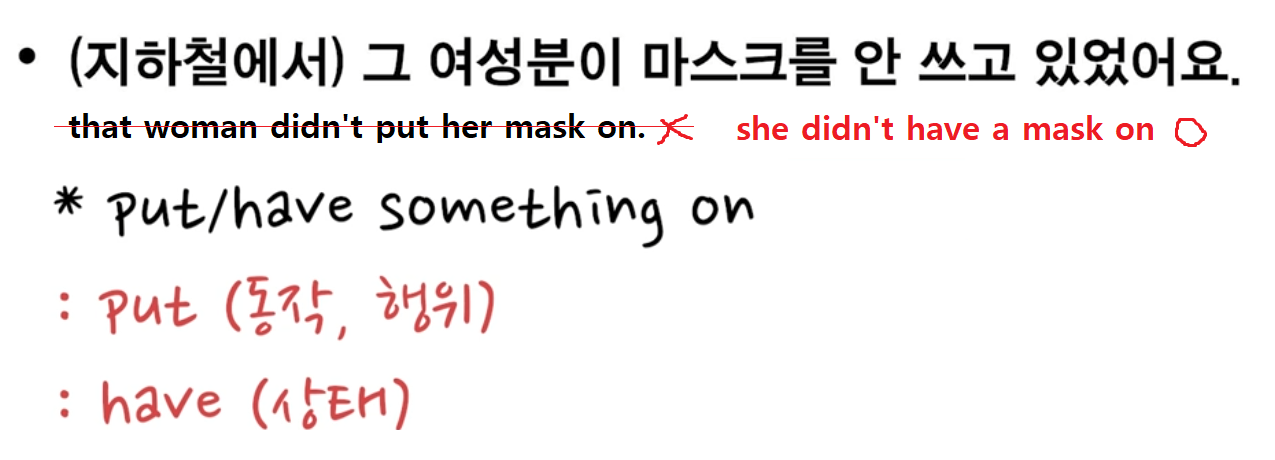 • (지하철에서) 그 여성분이 마스크를 안 쓰고 있었어요.
that woman didn't put her mask on. X she didn't have a mask on O
* put/have something on
: put (동작, 행위)
: have (상태)